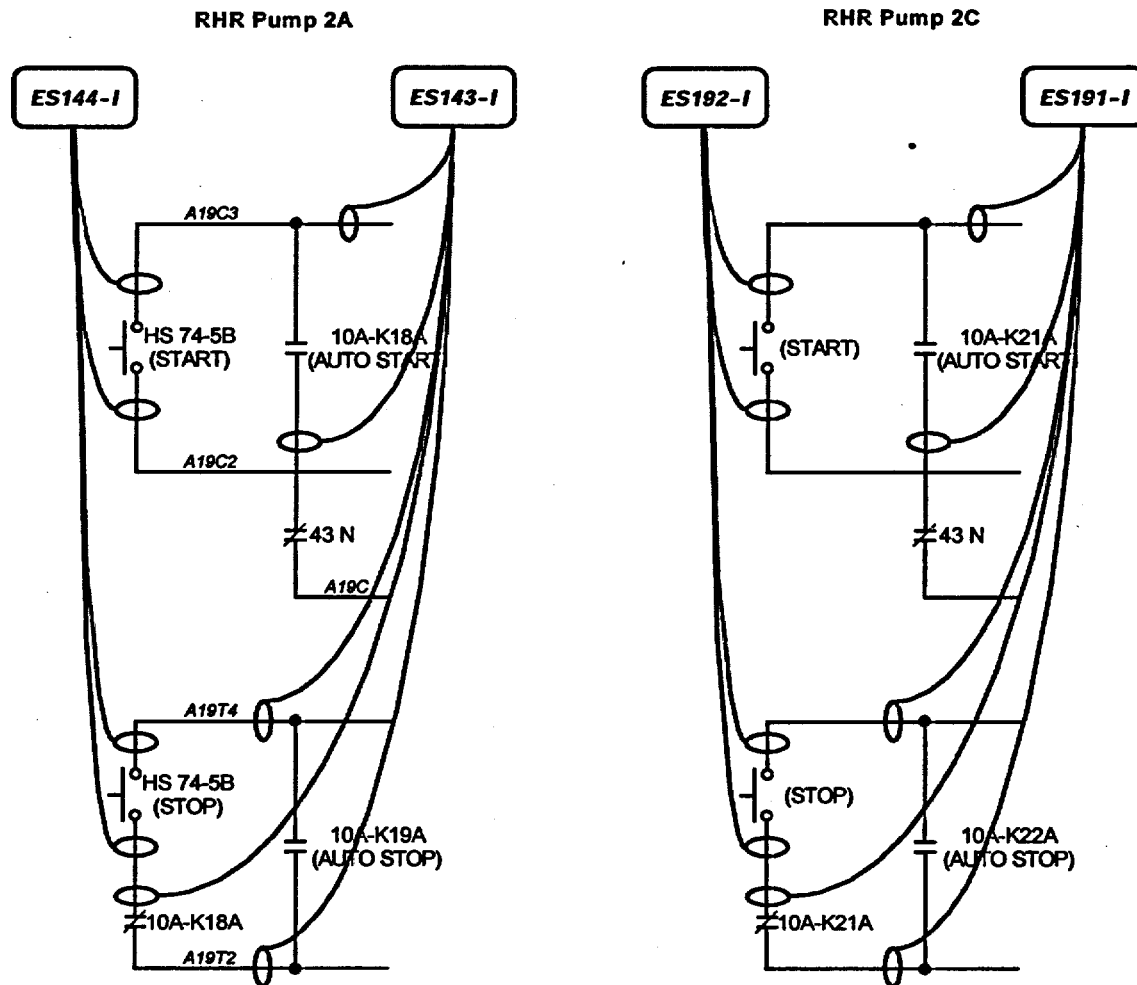 RHR Pump 2A
RHR Pump 2C
ES144-I
ES143-I
ES192-I
ES191-I
A19C3
HS 74-5B
(START)
10A-K18A
(AUTO START)
(START)
10A-K21A
(AUTO START)
A19C2
43 N
43 N
A19C
A19T4
HS 74-5B
(STOP)
10A-K19A
(AUTO STOP)
(STOP)
10A-K22A
(AUTO STOP)
10A-K18A
10A-K21A
A19T2